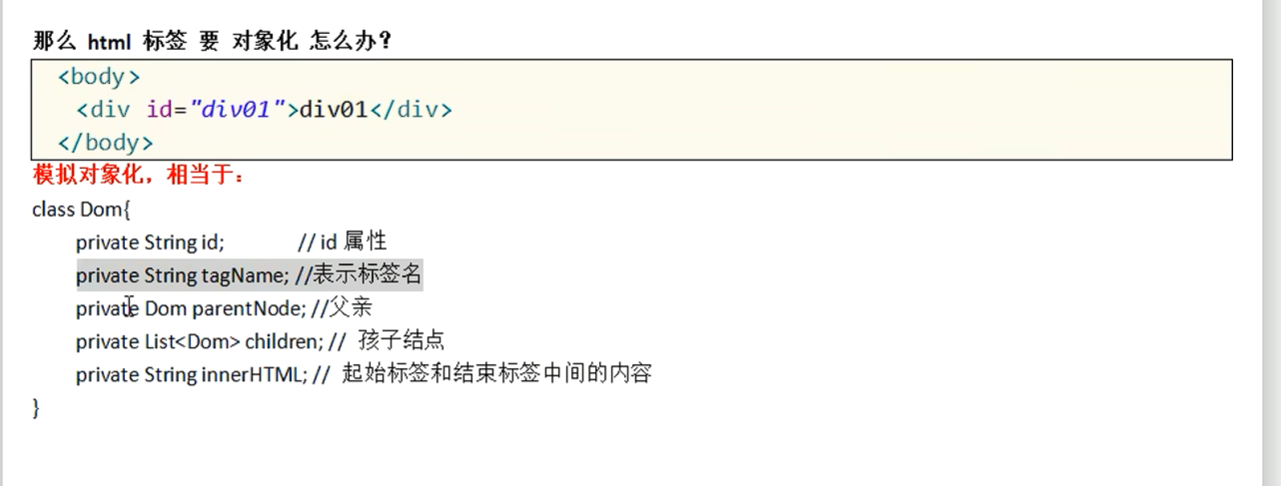 那么 html 标签 要 对象化 怎么办？
<body>
<div id="div01">div01</div>
</body>
模拟对象化，相当于：
class Dom{
private String id; // id 属性
private String tagName; //表示标签名
private Dom parentNode; //父亲
private List<Dom> children; // 孩子结点
private String innerHTML; // 起始标签和结束标签中间的内容
}